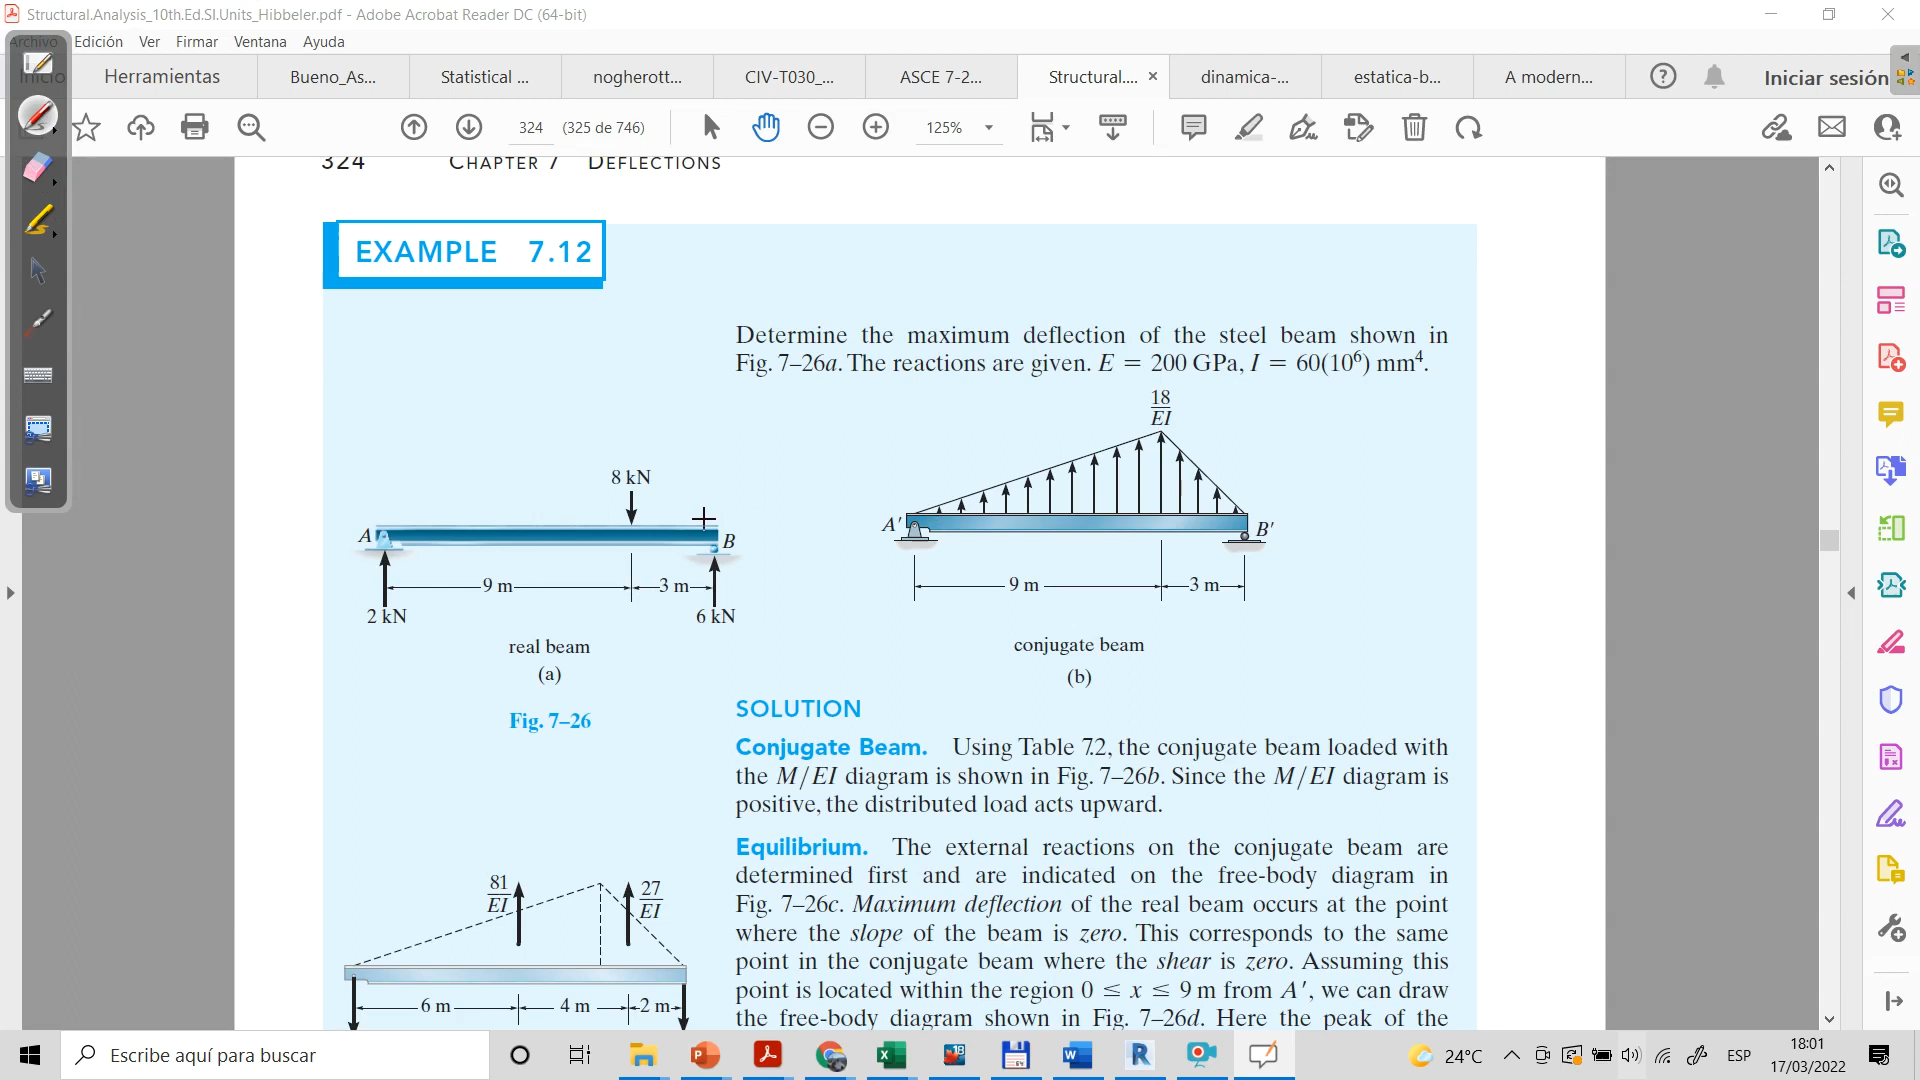 Structural.Analysis_10th.Ed.SI.Units_Hibbeler.pdf - Adobe Acrobat Reader DC (64-bit)
Archivo Edición Ver Firmar Ventana Ayuda
Inicio Herramientas Bueno_As... Statistical ... nogherott... CIV-T030_... ASCE 7-2... Structural.... × dinamica-... estatica-b... A modern... Iniciar sesión
324 (325 de 746) 125%
324 CHAPTER 7 DEFLECTIONS
EXAMPLE 7.12
Determine the maximum deflection of the steel beam shown in
Fig. 7–26a. The reactions are given. E = 200 GPa, I = 60(10⁶) mm⁴.
8 kN
A
B
9 m
3 m
2 kN
6 kN
real beam
(a)
Fig. 7–26
18
EI
A'
B'
9 m
3 m
conjugate beam
(b)
SOLUTION
Conjugate Beam. Using Table 7.2, the conjugate beam loaded with
the M/EI diagram is shown in Fig. 7–26b. Since the M/EI diagram is
positive, the distributed load acts upward.
Equilibrium. The external reactions on the conjugate beam are
determined first and are indicated on the free-body diagram in
Fig. 7–26c. Maximum deflection of the real beam occurs at the point
where the slope of the beam is zero. This corresponds to the same
point in the conjugate beam where the shear is zero. Assuming this
point is located within the region 0 ≤ x ≤ 9 m from A', we can draw
the free-body diagram shown in Fig. 7–26d. Here the peak of the
81
EI
27
EI
6 m
4 m
2 m
Escribe aquí para buscar
24°C
ESP
18:01
17/03/2022